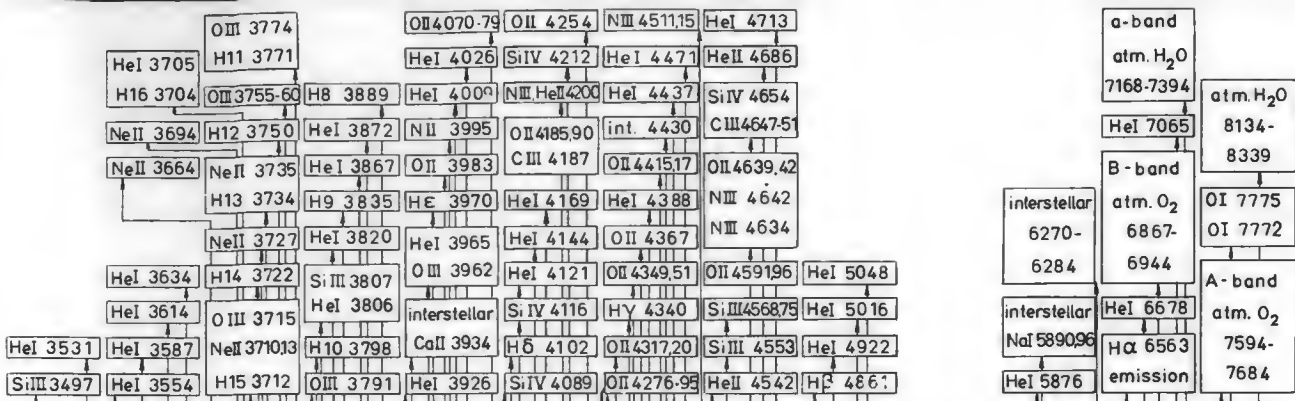 HeI 3531
SiIII 3497
HeI 3705
H16 3704
NeII 3694
NeII 3664
HeI 3634
HeI 3614
HeI 3587
HeI 3554
OIII 3774
H11 3771
OIII 3755-60
H12 3750
NeII 3735
H13 3734
NeII 3727
H14 3722
OIII 3715
NeII 3710,13
H15 3712
H8 3889
HeI 3872
HeI 3867
H9 3835
HeI 3820
SiIII 3807
HeI 3806
H10 3798
OIII 3791
OII 4070-79
HeI 4026
HeI 4009
NII 3995
OII 3983
Hε 3970
HeI 3965
OIII 3962
interstellar
CaII 3934
HeI 3926
OII 4254
SiIV 4212
NIII, HeII 4200
OII 4185,90
CIII 4187
HeI 4169
HeI 4144
HeI 4121
SiIV 4116
Hδ 4102
SiIV 4089
NIII 4511,15
HeI 4471
HeI 4437
int. 4430
OII 4415,17
HeI 4388
OII 4367
OII 4349,51
Hγ 4340
OII 4317,20
OII 4276-95
HeI 4713
HeII 4686
SiIV 4654
CIII 4647-51
OII 4639,42
NIII 4642
NIII 4634
OII 4591,96
SiIII 4568,75
SiIII 4553
HeII 4542
HeI 5048
HeI 5016
HeI 4922
Hβ 4861
interstellar
6270-
6284
interstellar
NaI 5890,96
HeI 5876
a-band
atm. H₂O
7168-7394
HeI 7065
B-band
atm. O₂
6867-
6944
HeI 6678
Hα 6563
emission
atm. H₂O
8134-
8339
OI 7775
OI 7772
A-band
atm. O₂
7594-
7684